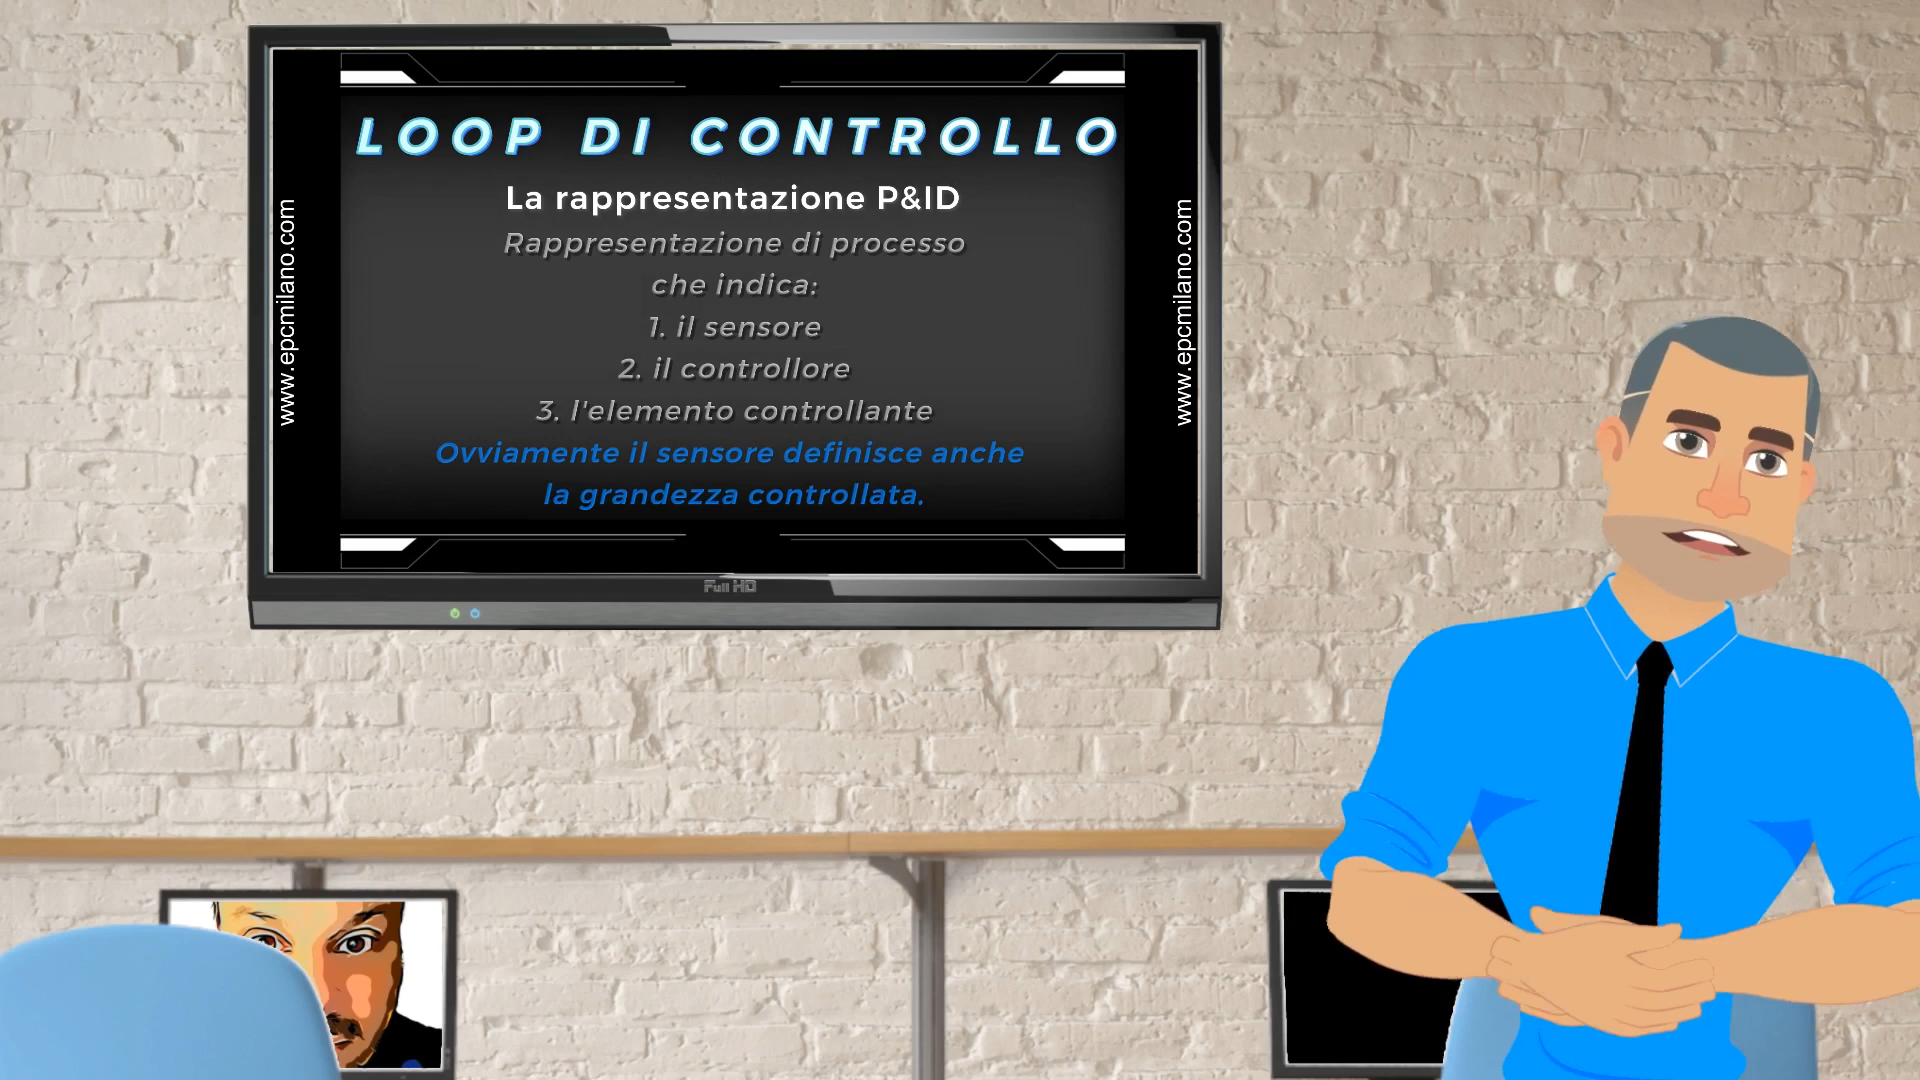 LOOP DI CONTROLLO
La rappresentazione P&ID
Rappresentazione di processo
che indica:
1. il sensore
2. il controllore
3. l'elemento controllante
Ovviamente il sensore definisce anche
la grandezza controllata.
www.epcmilano.com
www.epcmilano.com
Full HD